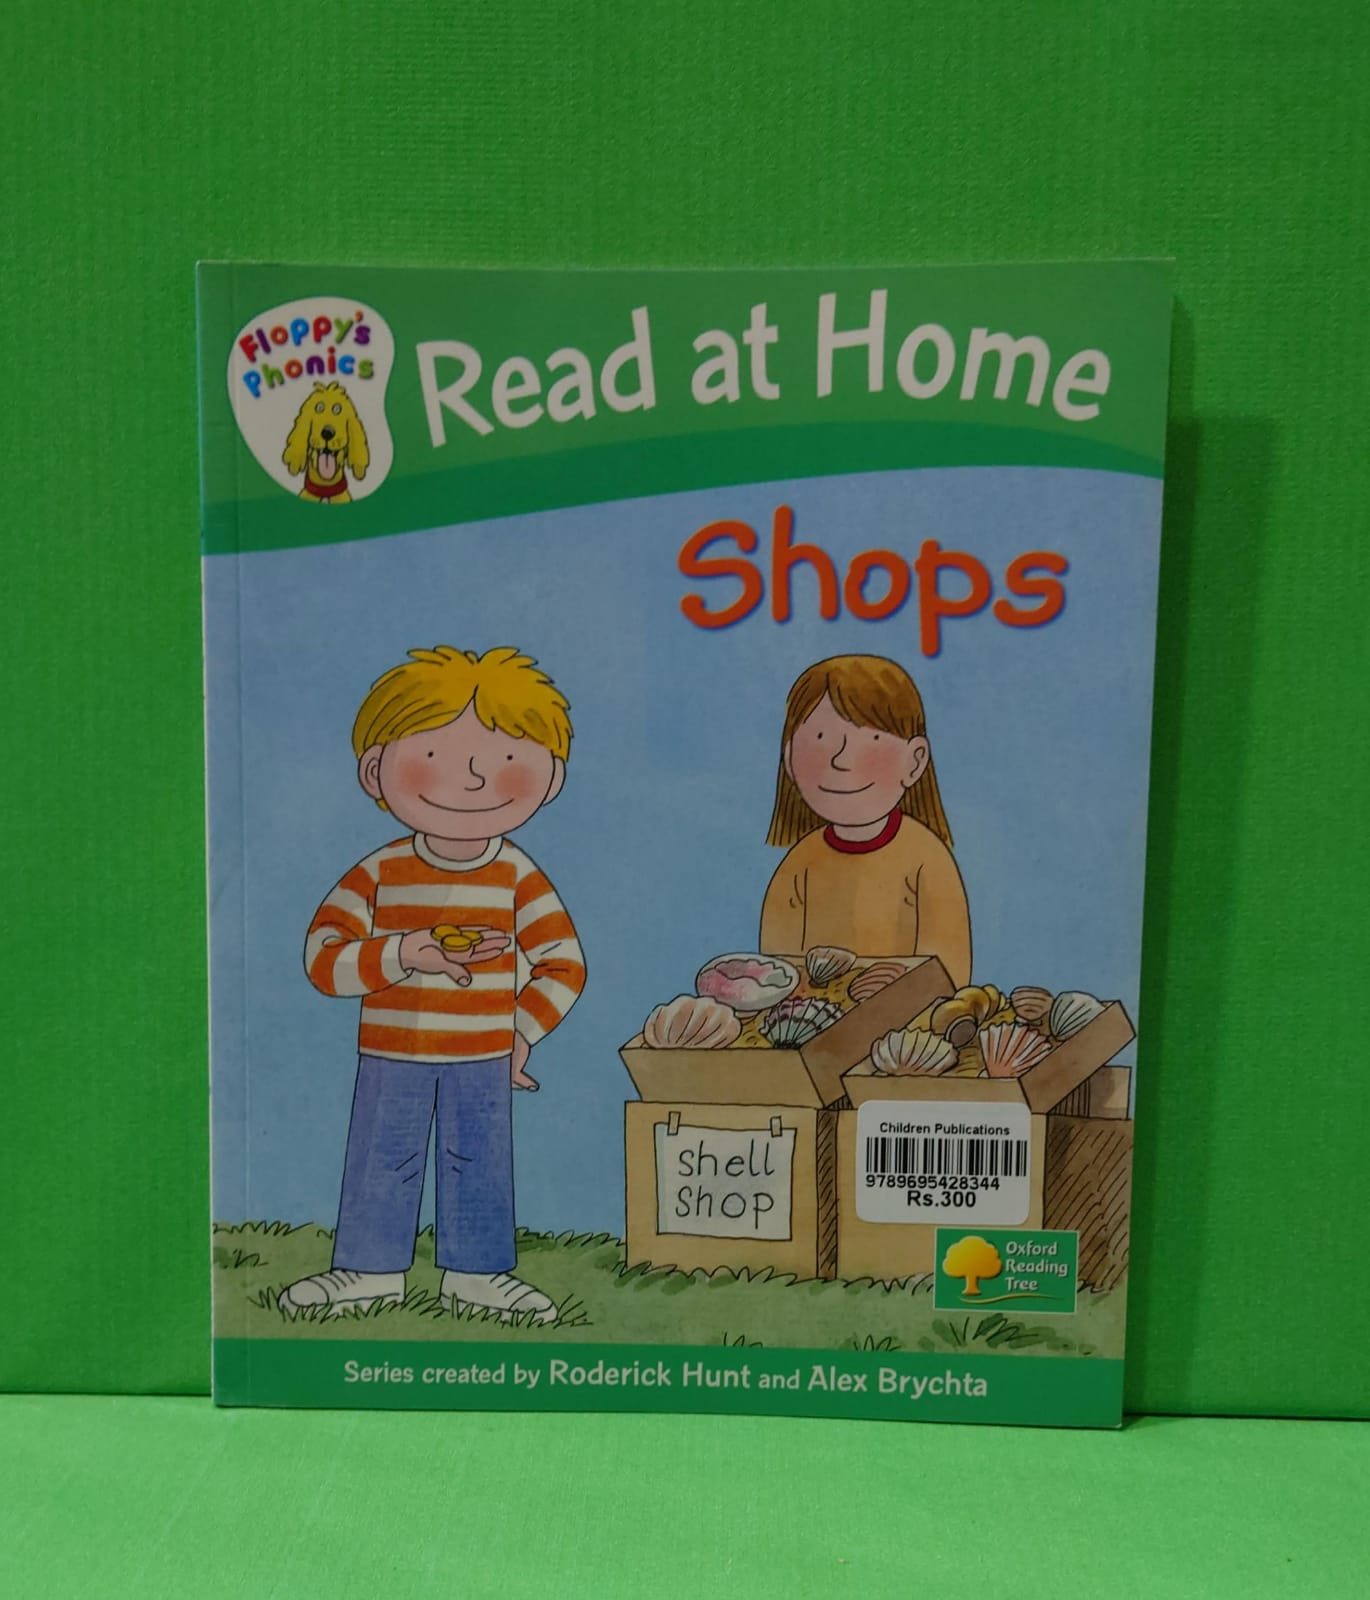 Floppy's
Phonics
Read at Home
Shops
shell
shop
Children Publications
9789695428344
Rs.300
Oxford
Reading
Tree
Series created by Roderick Hunt and Alex Brychta